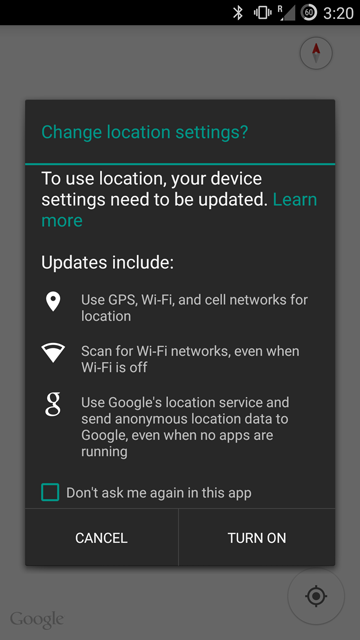 R 60 3:20
Change location settings?
To use location, your device
settings need to be updated. Learn
more
Updates include:
Use GPS, Wi-Fi, and cell networks for
location
Scan for Wi-Fi networks, even when
Wi-Fi is off
g Use Google's location service and
send anonymous location data to
Google, even when no apps are
running
Don't ask me again in this app
CANCEL TURN ON
Google